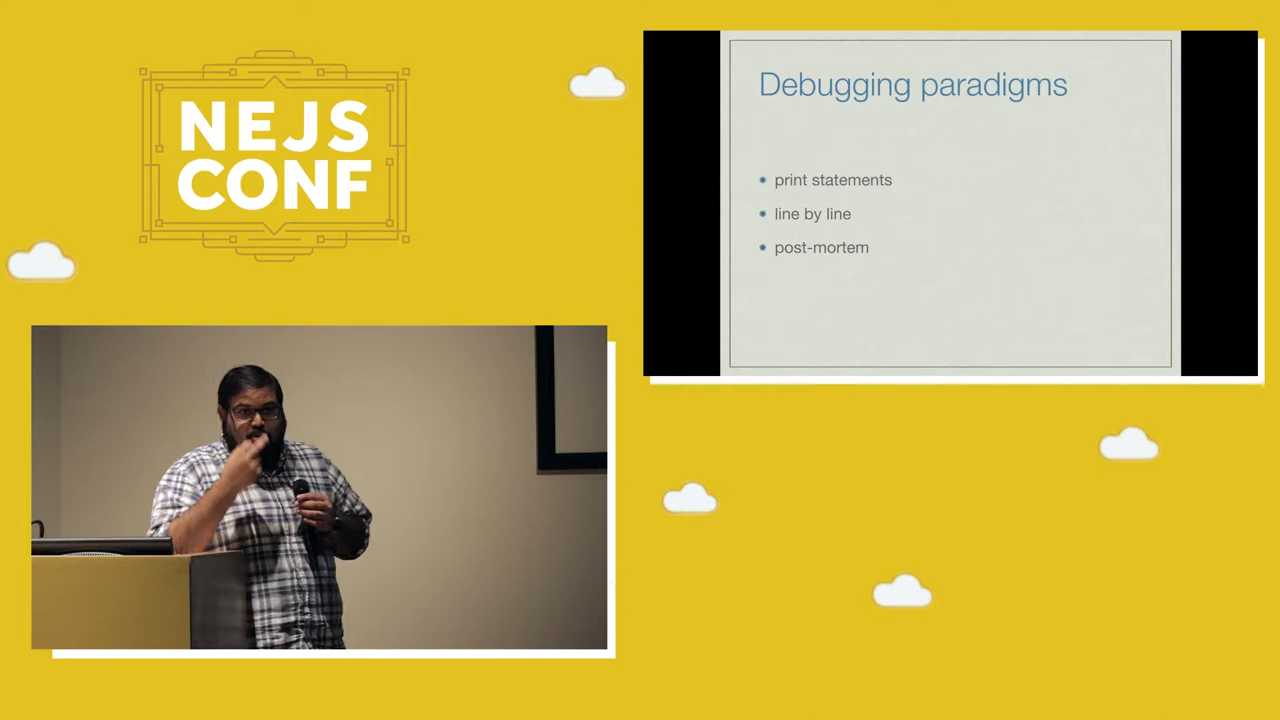 NEJS
CONF
Debugging paradigms
print statements
line by line
post-mortem